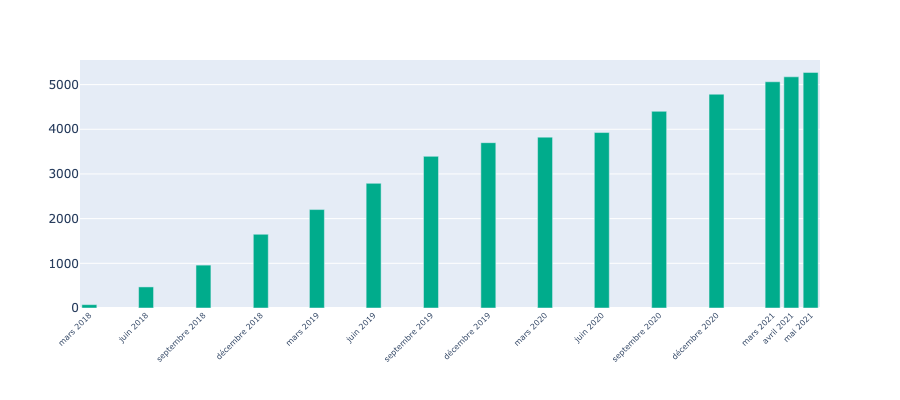 5000
4000
3000
2000
1000
0
mars 2018
juin 2018
septembre 2018
décembre 2018
mars 2019
juin 2019
septembre 2019
décembre 2019
mars 2020
juin 2020
septembre 2020
décembre 2020
mars 2021
avril 2021
mai 2021